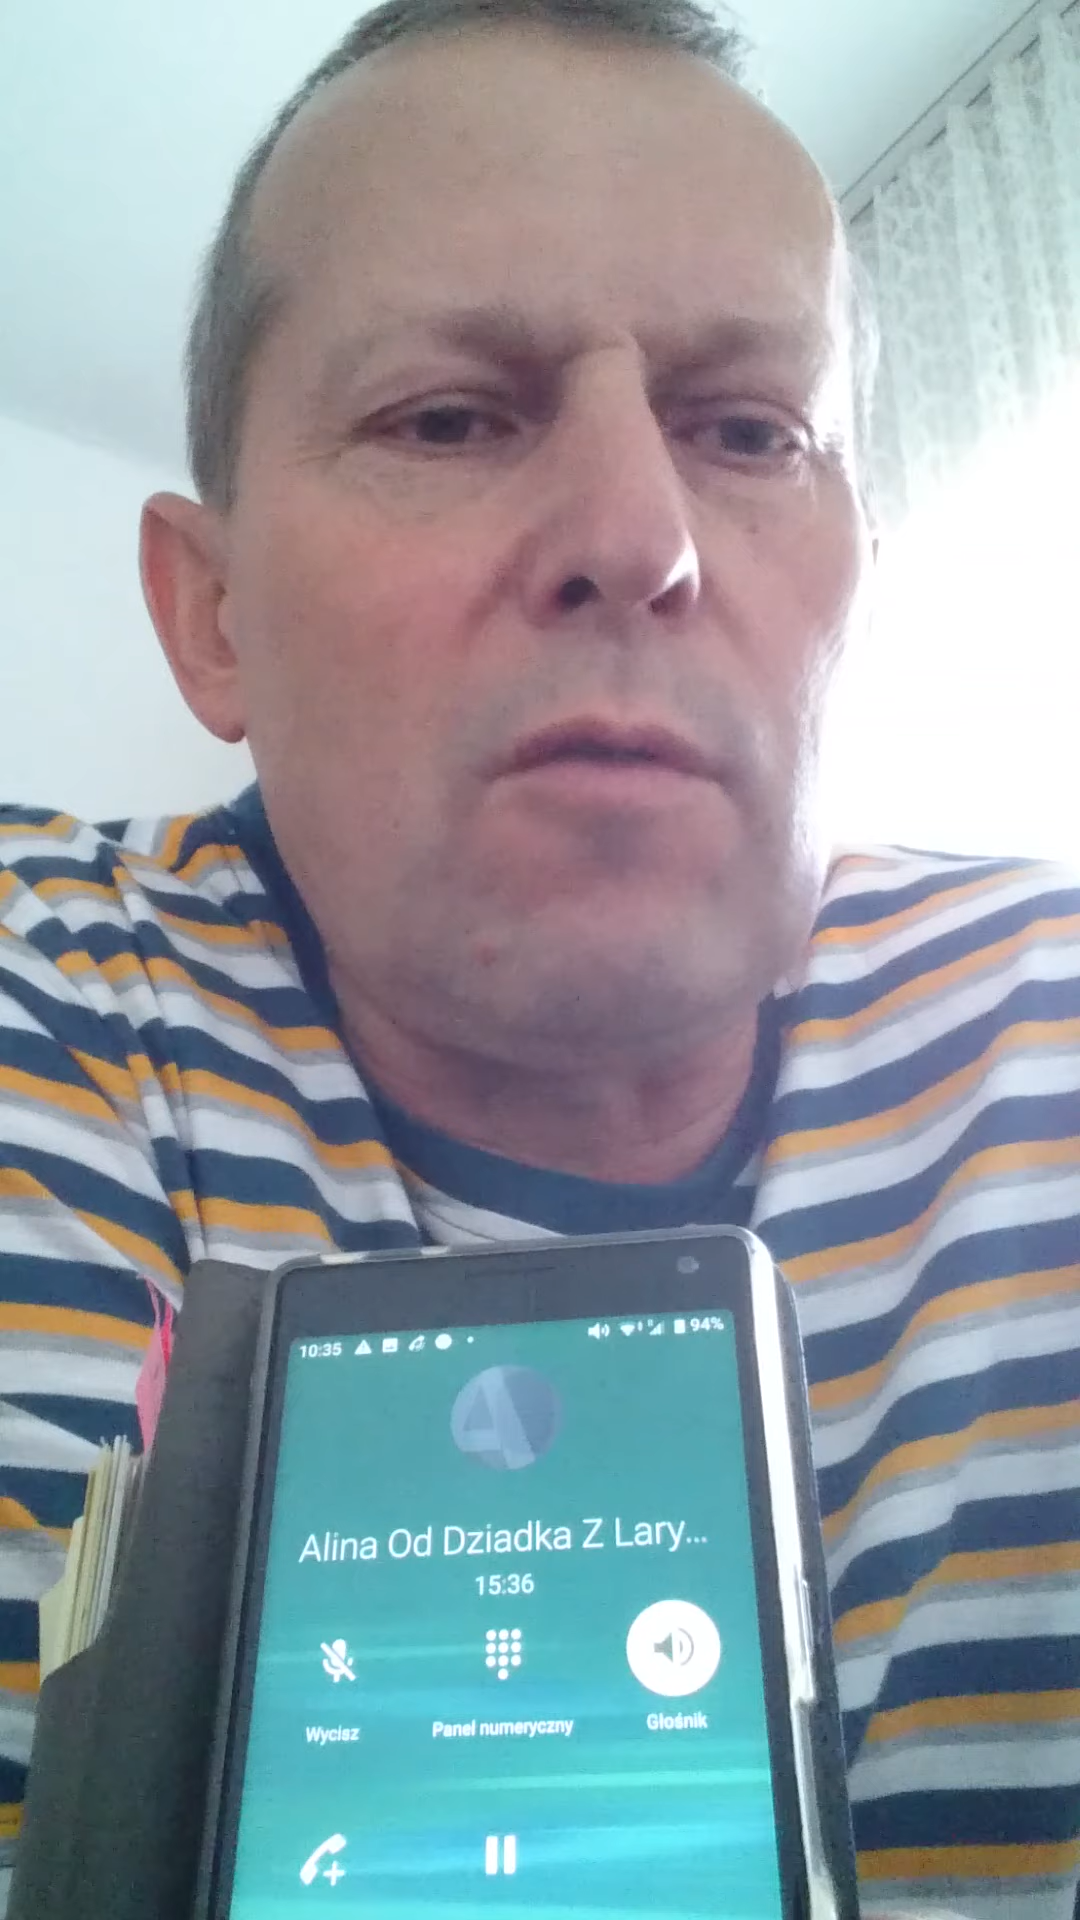 10:35 94%
A
Alina Od Dziadka Z Lary...
15:36
Wycisz Panel numeryczny Głośnik